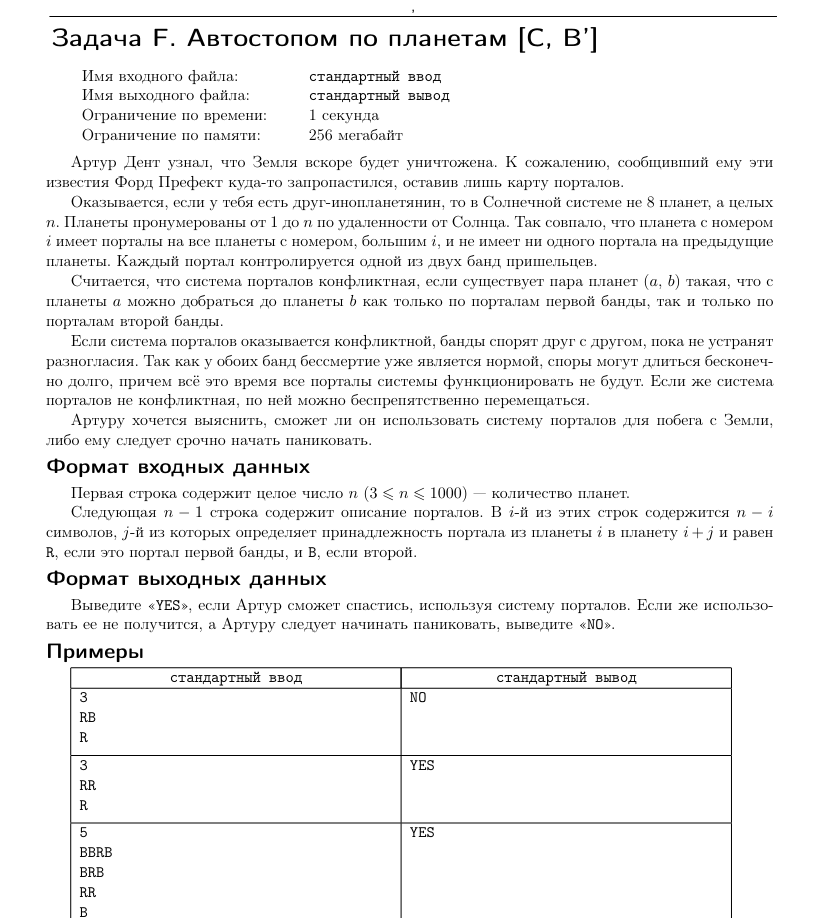 ,
Задача F. Автостопом по планетам [C, B']
Имя входного файла: стандартный ввод
Имя выходного файла: стандартный вывод
Ограничение по времени: 1 секунда
Ограничение по памяти: 256 мегабайт
Артур Дент узнал, что Земля вскоре будет уничтожена. К сожалению, сообщивший ему эти
известия Форд Префект куда-то запропастился, оставив лишь карту порталов.
Оказывается, если у тебя есть друг-инопланетянин, то в Солнечной системе не 8 планет, а целых
n. Планеты пронумерованы от 1 до n по удаленности от Солнца. Так совпало, что планета с номером
i имеет порталы на все планеты с номером, большим i, и не имеет ни одного портала на предыдущие
планеты. Каждый портал контролируется одной из двух банд пришельцев.
Считается, что система порталов конфликтная, если существует пара планет (a, b) такая, что с
планеты a можно добраться до планеты b как только по порталам первой банды, так и только по
порталам второй банды.
Если система порталов оказывается конфликтной, банды спорят друг с другом, пока не устранят
разногласия. Так как у обоих банд бессмертие уже является нормой, споры могут длиться бесконеч-
но долго, причем всё это время все порталы системы функционировать не будут. Если же система
порталов не конфликтная, по ней можно беспрепятственно перемещаться.
Артуру хочется выяснить, сможет ли он использовать систему порталов для побега с Земли,
либо ему следует срочно начать паниковать.
Формат входных данных
Первая строка содержит целое число n (3 ⩽ n ⩽ 1000) — количество планет.
Следующая n − 1 строка содержит описание порталов. В i-й из этих строк содержится n − i
символов, j-й из которых определяет принадлежность портала из планеты i в планету i + j и равен
R, если это портал первой банды, и B, если второй.
Формат выходных данных
Выведите «YES», если Артур сможет спастись, используя систему порталов. Если же использо-
вать ее не получится, а Артуру следует начинать паниковать, выведите «NO».
Примеры
стандартный ввод стандартный вывод
3 NO
RB
R
3 YES
RR
R
5 YES
BBRB
BRB
RR
B